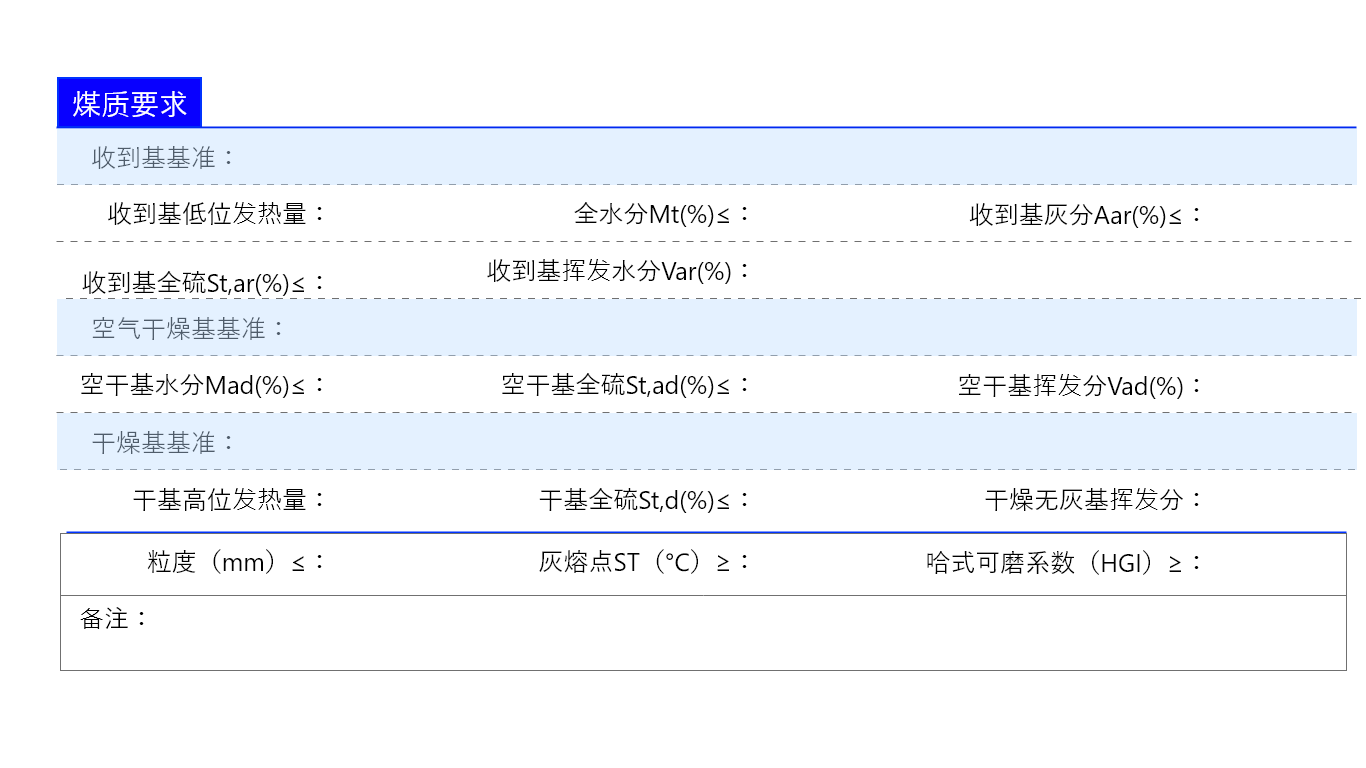 煤质要求
收到基基准：
收到基低位发热量： 全水分Mt(%)≤： 收到基灰分Aar(%)≤：
收到基全硫St,ar(%)≤： 收到基挥发水分Var(%)：
空气干燥基基准：
空干基水分Mad(%)≤： 空干基全硫St,ad(%)≤： 空干基挥发分Vad(%)：
干燥基基准：
干基高位发热量： 干基全硫St,d(%)≤： 干燥无灰基挥发分：
粒度（mm）≤： 灰熔点ST（℃）≥： 哈式可磨系数（HGI）≥：
备注：